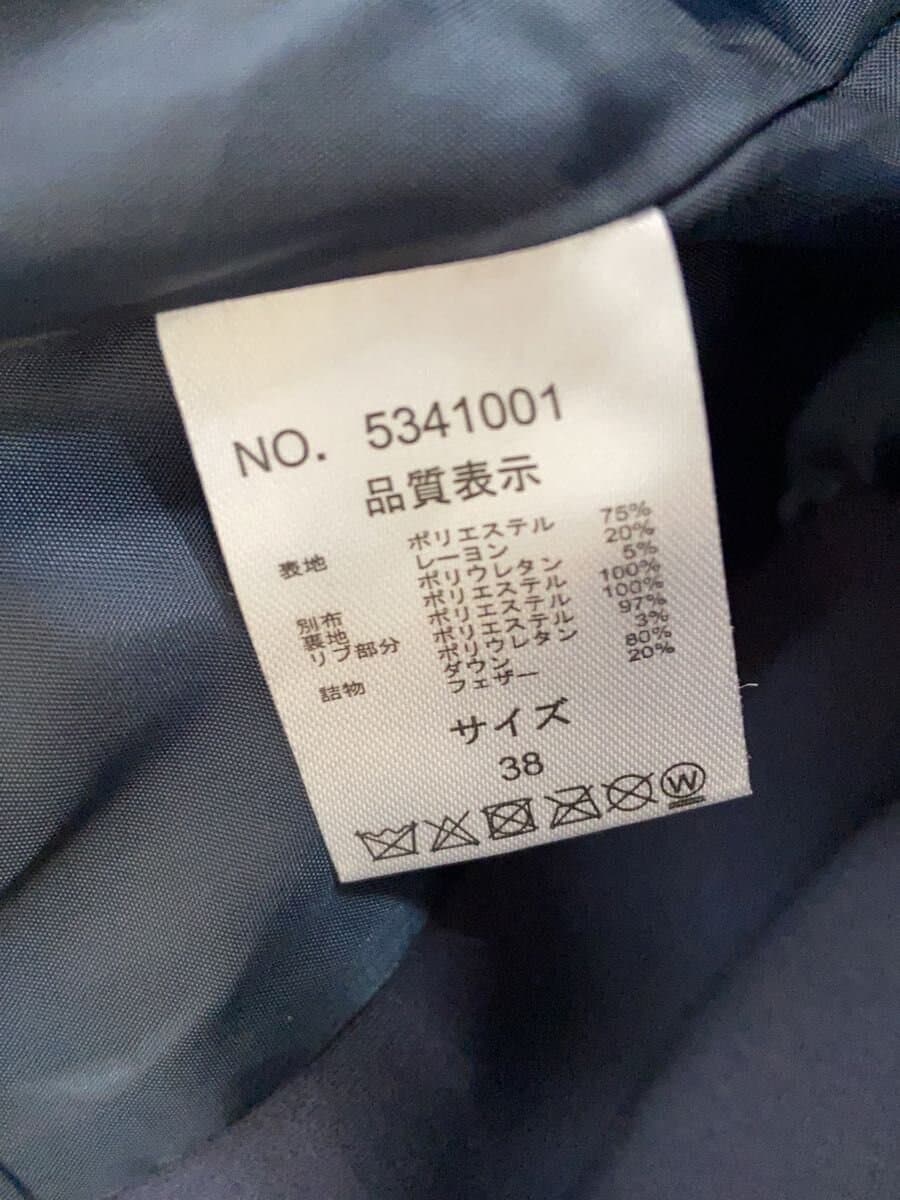 NO. 5341001
品質表示
表地 ポリエステル 75%
レーヨン 20%
ポリウレタン 5%
別布 ポリエステル 100%
裏地 ポリエステル 100%
リブ部分 ポリエステル 97%
ポリウレタン 3%
詰物 ダウン 80%
フェザー 20%
サイズ
38
W